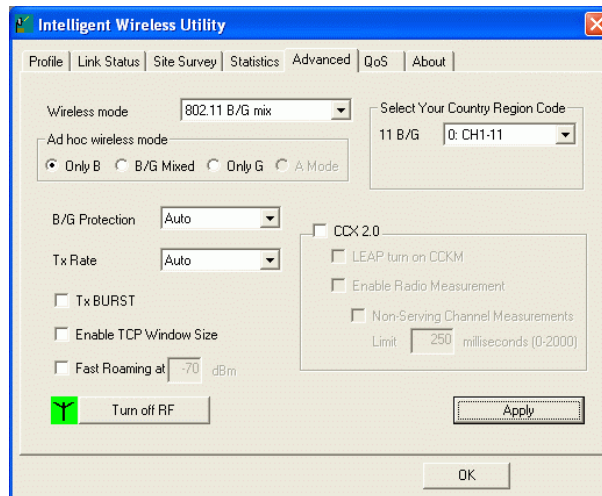 Intelligent Wireless Utility
Profile Link Status Site Survey Statistics Advanced QoS About
Wireless mode 802.11 B/G mix
Select Your Country Region Code
11 B/G 0: CH1-11
Ad hoc wireless mode
Only B B/G Mixed Only G A Mode
B/G Protection Auto
Tx Rate Auto
Tx BURST
Enable TCP Window Size
Fast Roaming at -70 dBm
CCX 2.0
LEAP turn on CCKM
Enable Radio Measurement
Non-Serving Channel Measurements
Limit 250 milliseconds (0-2000)
Turn off RF
Apply
OK